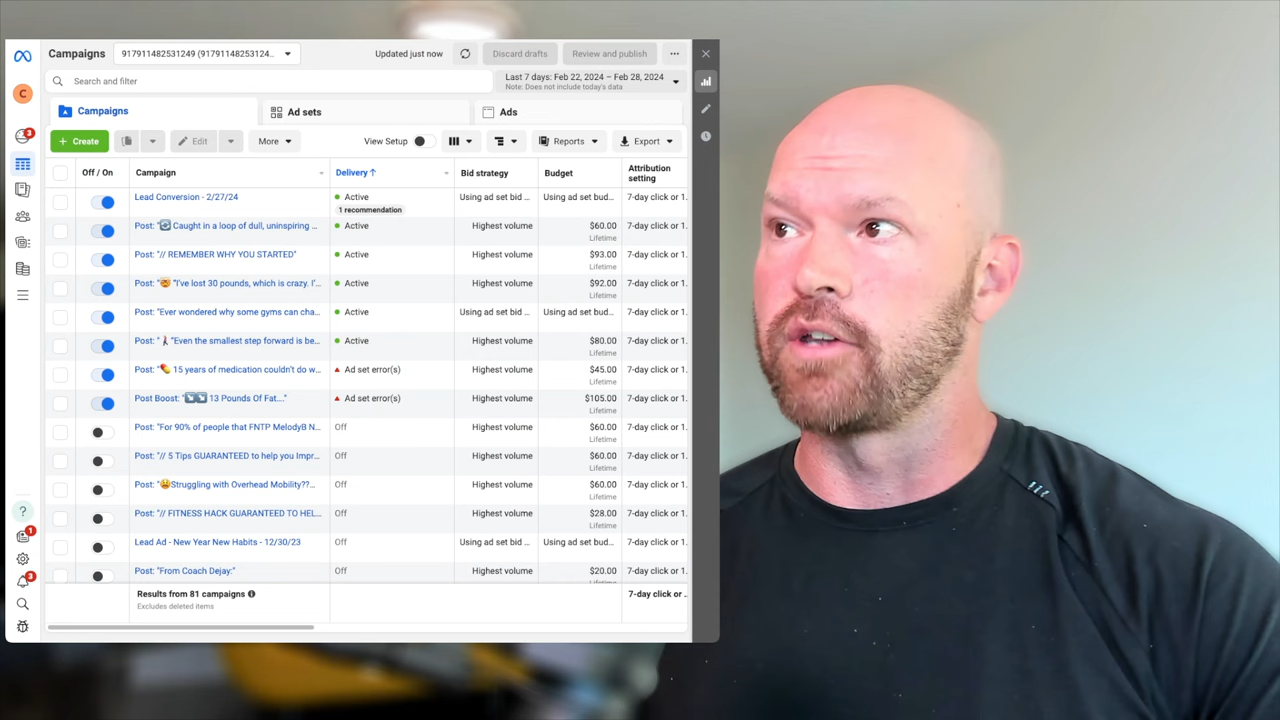 Campaigns
917911482531249 (91791148253124...
Updated just now
Discard drafts
Review and publish
Search and filter
Last 7 days: Feb 22, 2024 – Feb 28, 2024
Note: Does not include today's data
C
3
Campaigns
Ad sets
Ads
+ Create
Edit
More
View Setup
Reports
Export
Off / On
Campaign
Delivery ↑
Bid strategy
Budget
Attribution
setting
Lead Conversion - 2/27/24
Active
1 recommendation
Using ad set bid ...
Using ad set bud...
7-day click or 1.
Post: "🔄 Caught in a loop of dull, uninspiring ...
Active
Highest volume
$60.00
Lifetime
7-day click or 1.
Post: "// REMEMBER WHY YOU STARTED"
Active
Highest volume
$93.00
Lifetime
7-day click or 1.
Post: "🤯 "I've lost 30 pounds, which is crazy. I'...
Active
Highest volume
$92.00
Lifetime
7-day click or 1.
Post: "Ever wondered why some gyms can cha...
Active
Using ad set bid ...
Using ad set bud...
7-day click or 1.
Post: "🚶 "Even the smallest step forward is be...
Active
Highest volume
$80.00
Lifetime
7-day click or 1.
Post: "💊 15 years of medication couldn't do w...
Ad set error(s)
Highest volume
$45.00
Lifetime
7-day click or 1.
Post Boost: "↘️↘️ 13 Pounds Of Fat...."
Ad set error(s)
Highest volume
$105.00
Lifetime
7-day click or 1.
Post: "For 90% of people that FNTP MelodyB N...
Off
Highest volume
$60.00
Lifetime
7-day click or 1.
Post: "// 5 Tips GUARANTEED to help you Impr...
Off
Highest volume
$60.00
Lifetime
7-day click or 1.
Post: "😫Struggling with Overhead Mobility??...
Off
Highest volume
$60.00
Lifetime
7-day click or 1.
Post: "// FITNESS HACK GUARANTEED TO HEL...
Off
Highest volume
$28.00
Lifetime
7-day click or 1.
Lead Ad - New Year New Habits - 12/30/23
Off
Using ad set bid ...
Using ad set bud...
7-day click or 1.
Post: "From Coach Dejay:"
Off
Highest volume
$20.00
Lifetime
7-day click or 1.
Results from 81 campaigns
Excludes deleted items
7-day click or ..
?
1
3